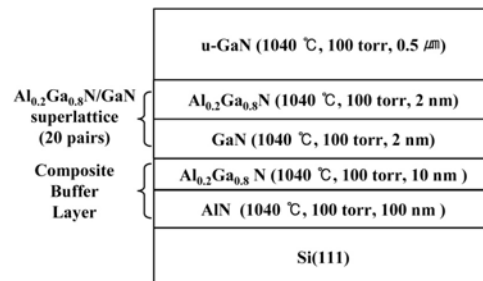 u-GaN (1040 ℃, 100 torr, 0.5 ㎛)
Al0.2Ga0.8N/GaN
superlattice
(20 pairs)
Al0.2Ga0.8N (1040 ℃, 100 torr, 2 nm)
GaN (1040 ℃, 100 torr, 2 nm)
Composite
Buffer
Layer
Al0.2Ga0.8 N (1040 ℃, 100 torr, 10 nm )
AlN (1040 ℃, 100 torr, 100 nm )
Si(111)